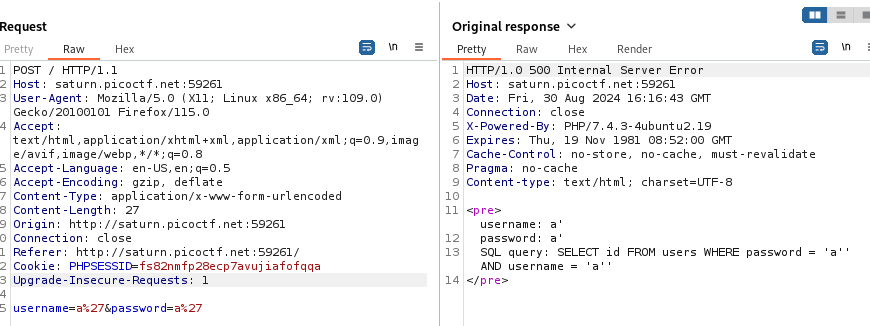 Request
Pretty Raw Hex \n
1 POST / HTTP/1.1
2 Host: saturn.picoctf.net:59261
3 User-Agent: Mozilla/5.0 (X11; Linux x86_64; rv:109.0)
Gecko/20100101 Firefox/115.0
4 Accept:
text/html,application/xhtml+xml,application/xml;q=0.9,imag
e/avif,image/webp,*/*;q=0.8
5 Accept-Language: en-US,en;q=0.5
6 Accept-Encoding: gzip, deflate
7 Content-Type: application/x-www-form-urlencoded
8 Content-Length: 27
9 Origin: http://saturn.picoctf.net:59261
0 Connection: close
1 Referer: http://saturn.picoctf.net:59261/
2 Cookie: PHPSESSID=fs82nmfp28ecp7avujiafofqqa
3 Upgrade-Insecure-Requests: 1
4
5 username=a%27&password=a%27
Original response
Pretty Raw Hex Render \n
1 HTTP/1.0 500 Internal Server Error
2 Host: saturn.picoctf.net:59261
3 Date: Fri, 30 Aug 2024 16:16:43 GMT
4 Connection: close
5 X-Powered-By: PHP/7.4.3-4ubuntu2.19
6 Expires: Thu, 19 Nov 1981 08:52:00 GMT
7 Cache-Control: no-store, no-cache, must-revalidate
8 Pragma: no-cache
9 Content-type: text/html; charset=UTF-8
10
11 <pre>
username: a'
12 password: a'
13 SQL query: SELECT id FROM users WHERE password = 'a''
AND username = 'a''
14 </pre>